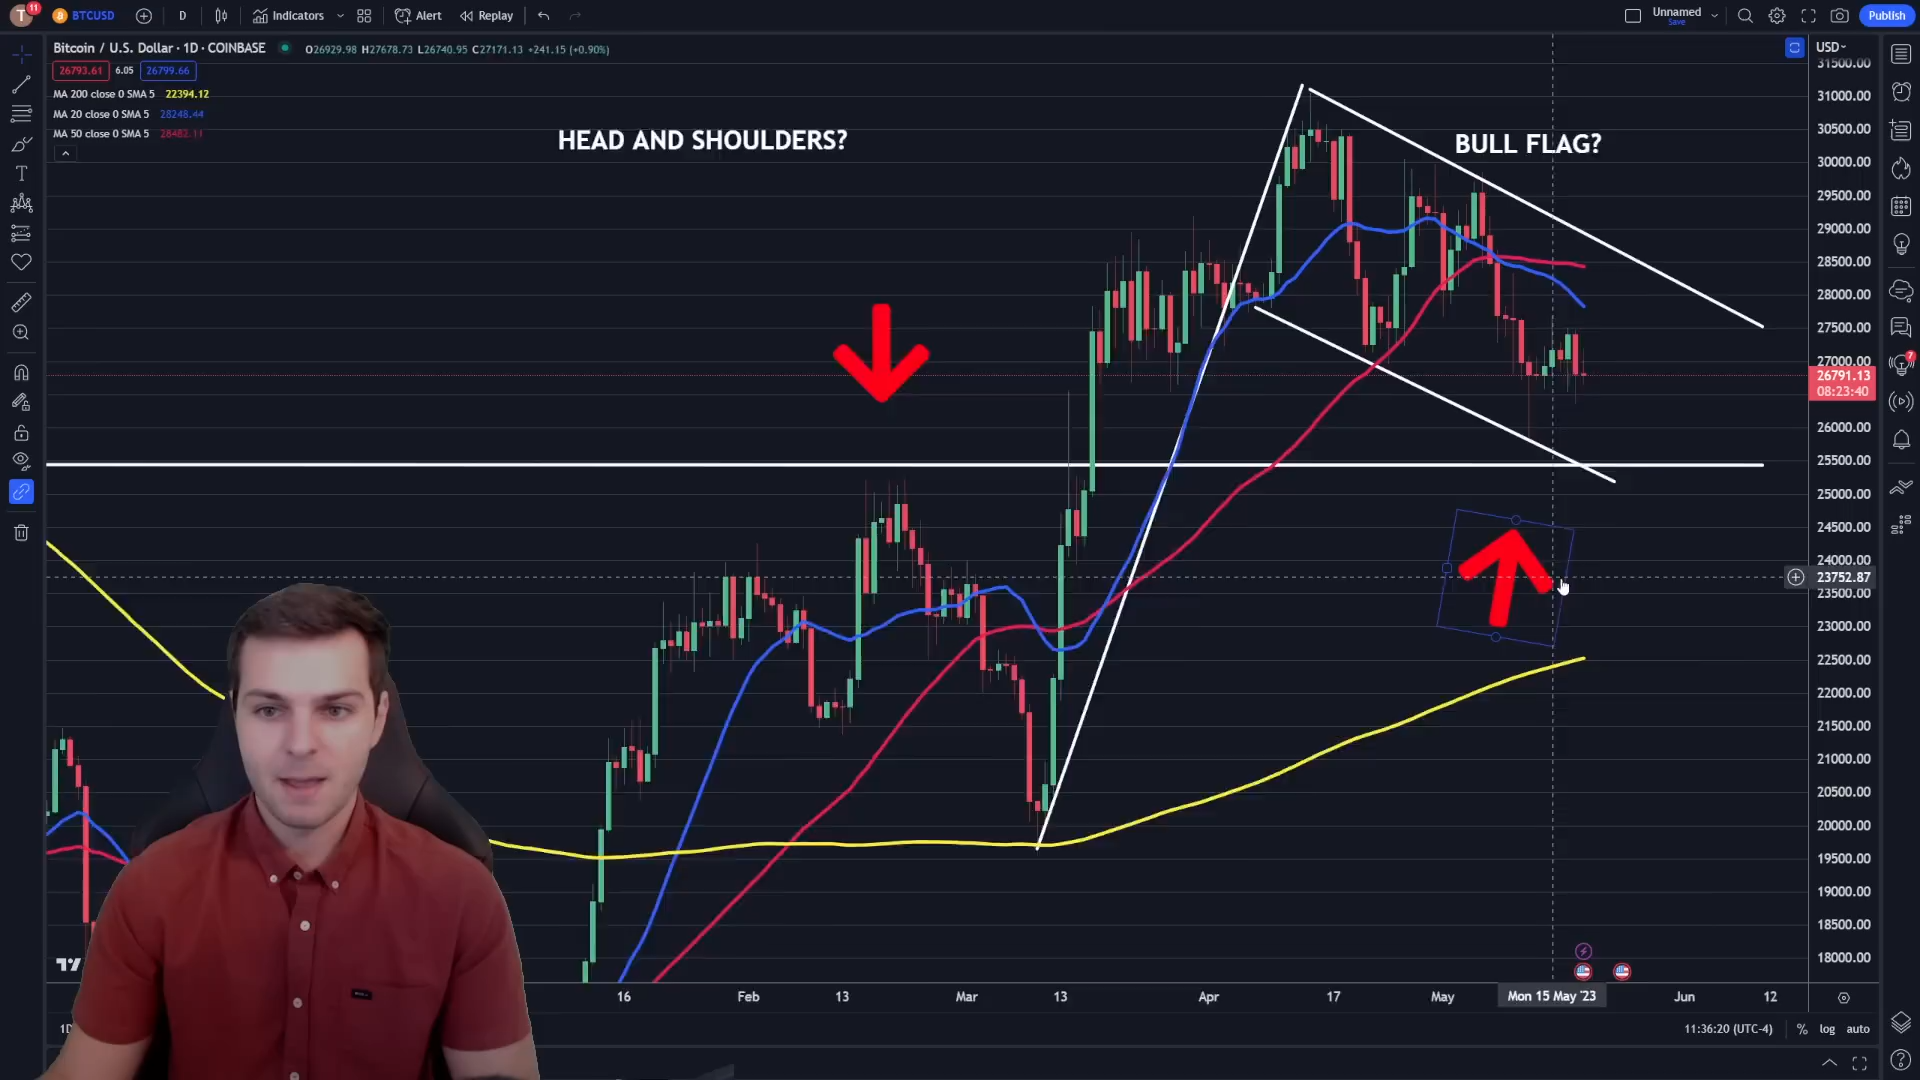 T 11 BTCUSD D Indicators Alert Replay Unnamed Save Publish
Bitcoin / U.S. Dollar · 1D · COINBASE O26929.98 H27678.73 L26740.95 C27171.13 +241.15 (+0.90%)
26793.61 6.05 26799.66
MA 200 close 0 SMA 5 22394.12
MA 20 close 0 SMA 5 28248.44
MA 50 close 0 SMA 5 28482.11
HEAD AND SHOULDERS?
BULL FLAG?
USD
31500.00
31000.00
30500.00
30000.00
29500.00
29000.00
28500.00
28000.00
27500.00
27000.00
26791.13
08:23:40
26000.00
25500.00
25000.00
24500.00
24000.00
23752.87
23500.00
23000.00
22500.00
22000.00
21500.00
21000.00
20500.00
20000.00
19500.00
19000.00
18500.00
18000.00
7
16 Feb 13 Mar 13 Apr 17 May Mon 15 May '23 Jun 12
11:36:20 (UTC-4) % log auto